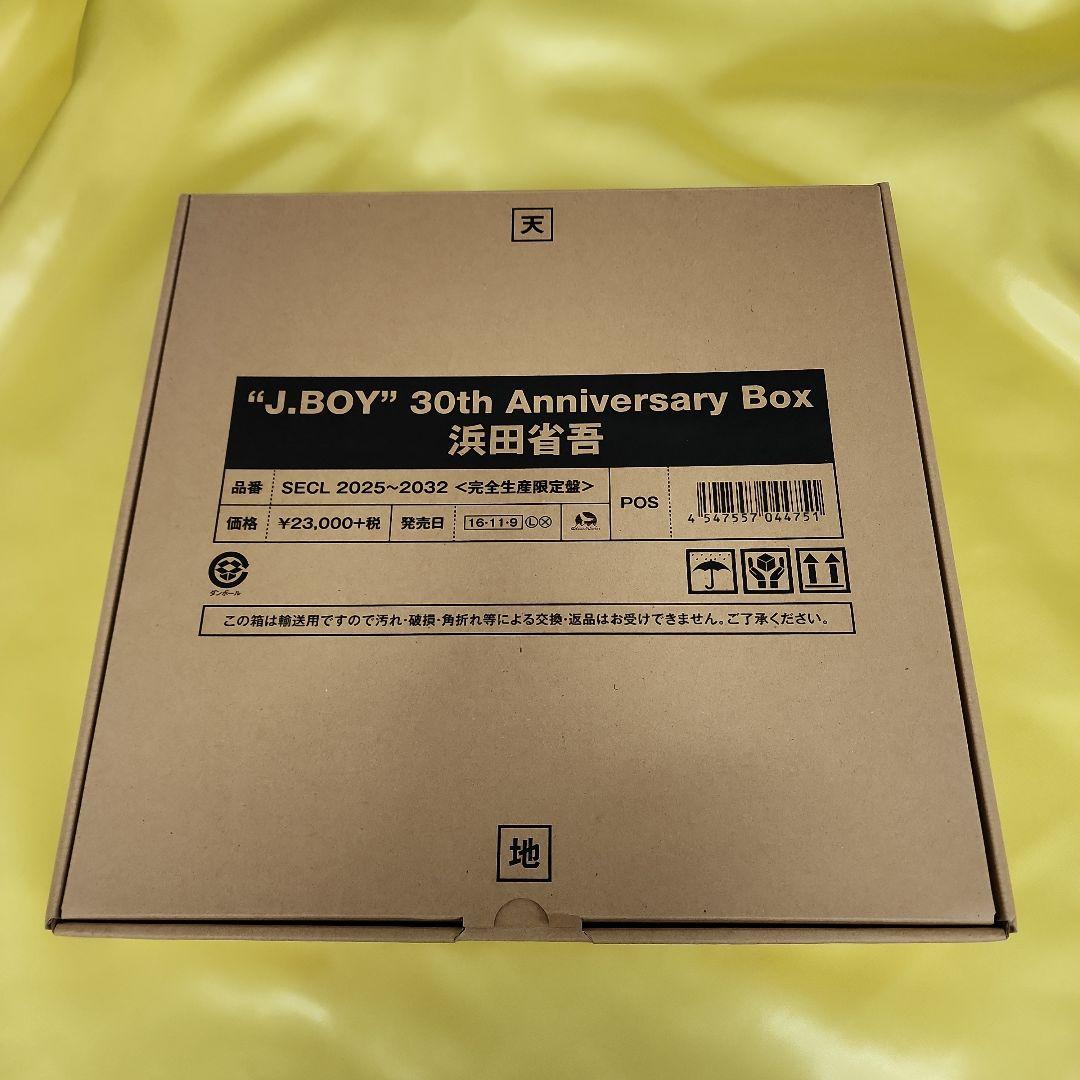 天
“J.BOY” 30th Anniversary Box
浜田省吾
品番 SECL 2025~2032 <完全生産限定盤>
価格 ¥23,000+税 発売日 16・11・9 Ⓛ Ⓧ
POS
4 547557 044751
ダンボール
この箱は輸送用ですので汚れ・破損・角折れ等による交換・返品はお受けできません。ご了承ください。
地